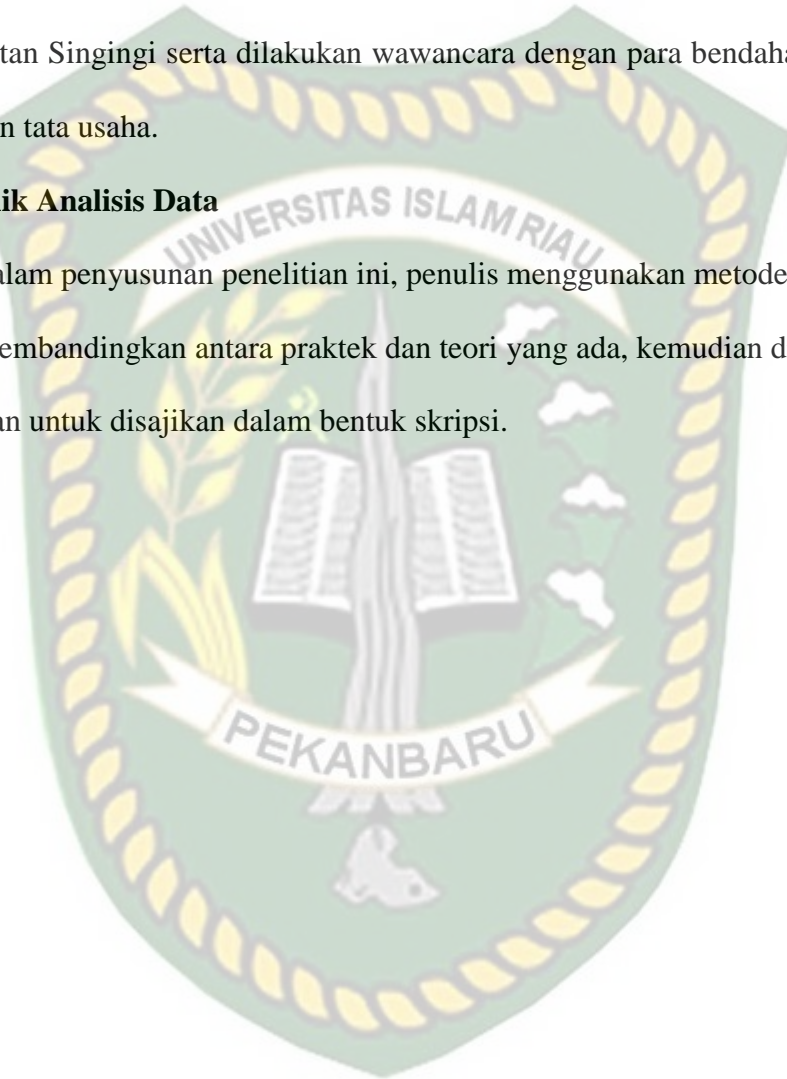 tan Singingi serta dilakukan wawancara dengan para bendaha
n tata usaha.
ik Analisis Data
UNIVERSITAS ISLAM RIAU
alam penyusunan penelitian ini, penulis menggunakan metode
embandingkan antara praktek dan teori yang ada, kemudian d
an untuk disajikan dalam bentuk skripsi.
PEKANBARU